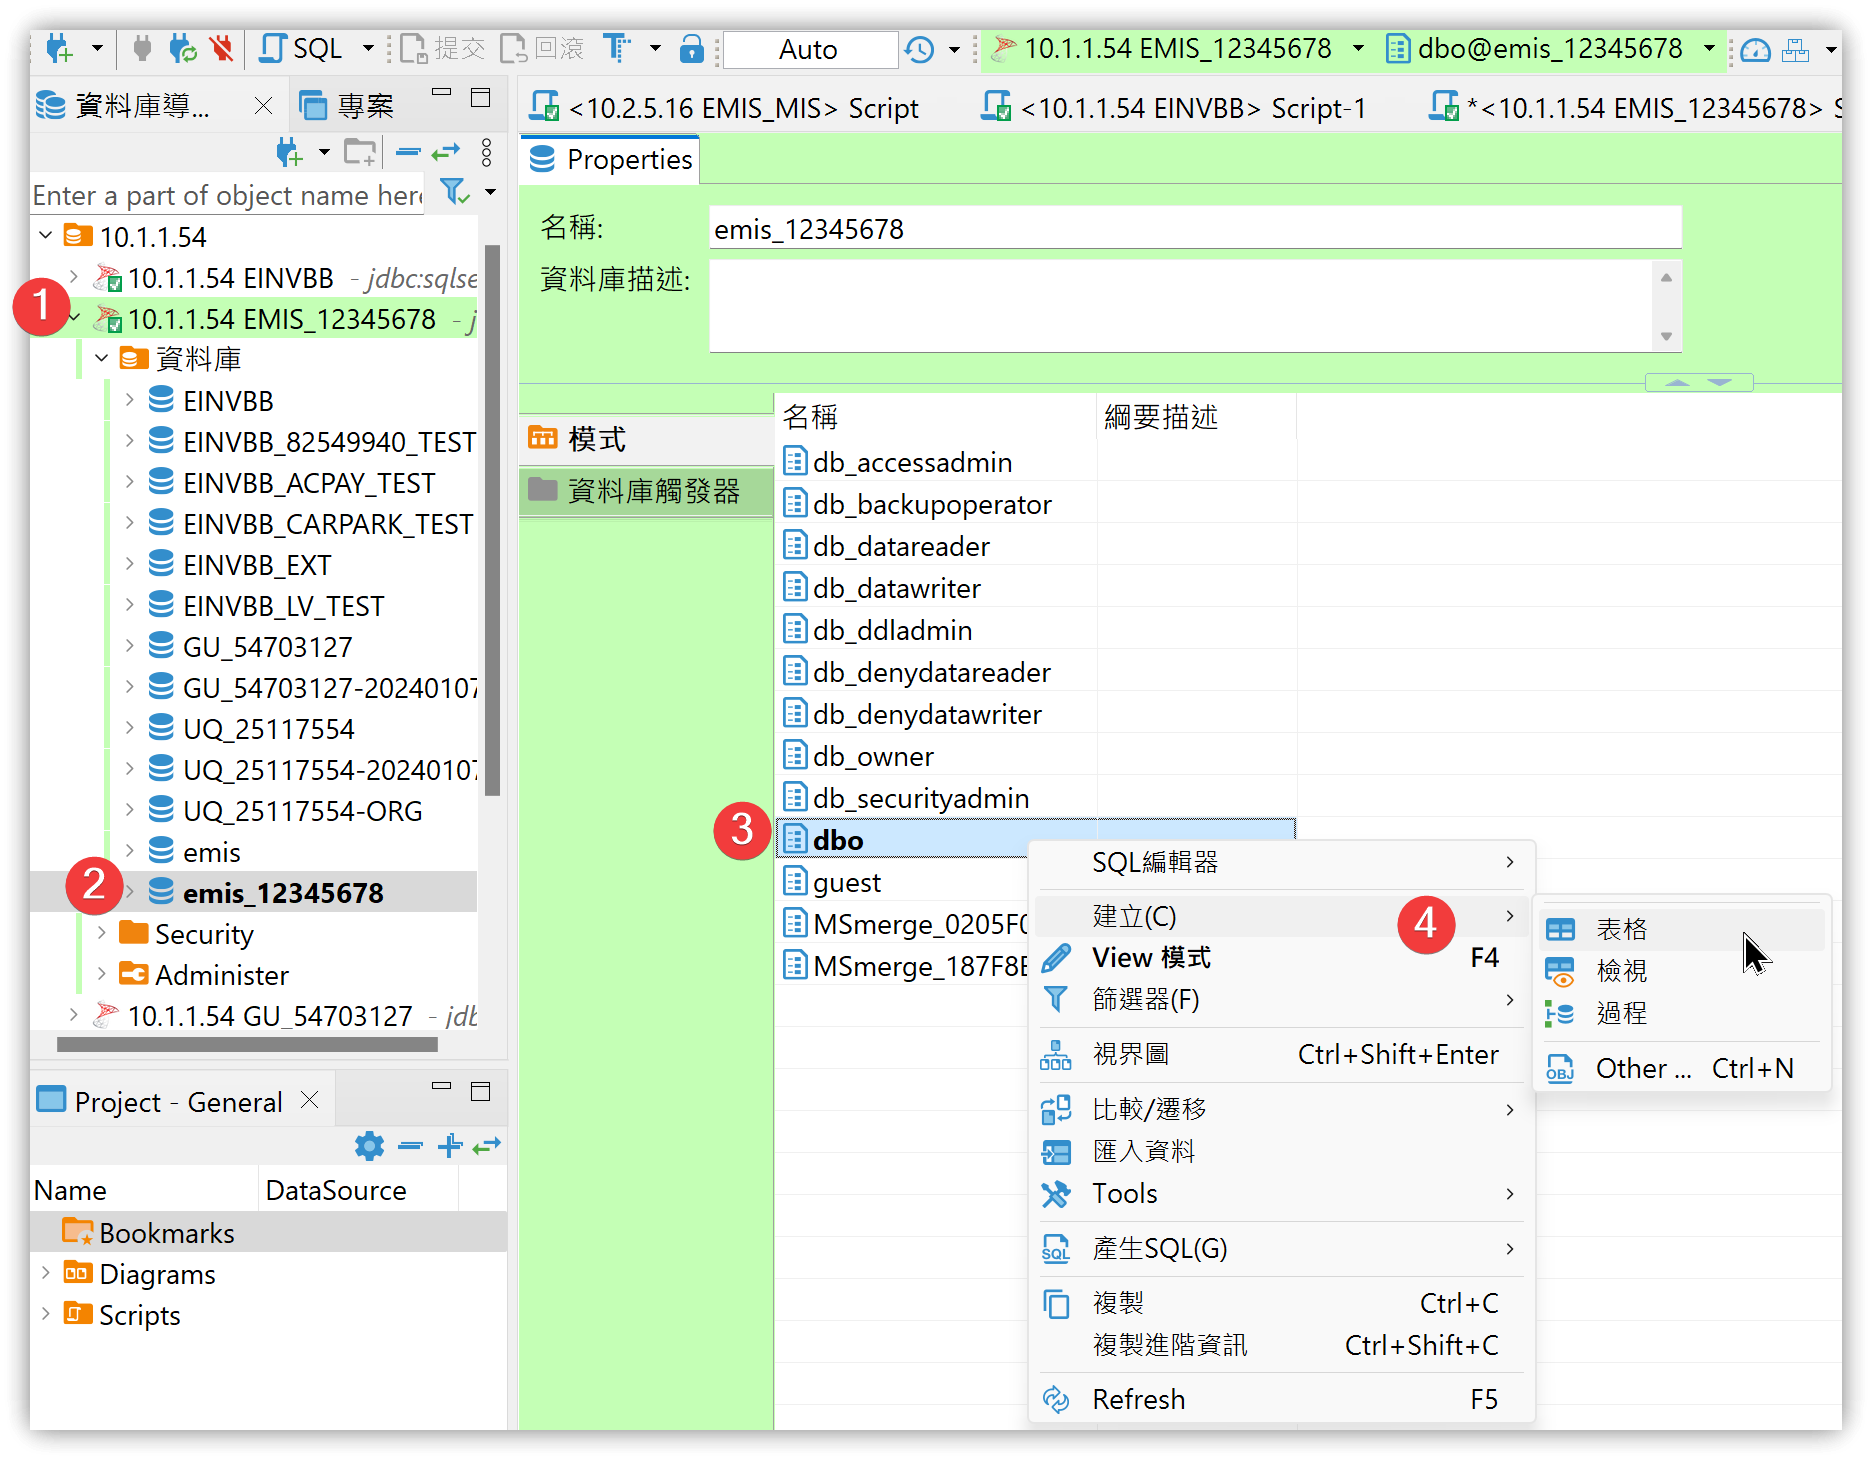 SQL 提交 回滾 Auto 10.1.1.54 EMIS_12345678 dbo@emis_12345678
資料庫導... 專案
<10.2.5.16 EMIS_MIS> Script <10.1.1.54 EINVBB> Script-1 *<10.1.1.54 EMIS_12345678> S
Enter a part of object name here
10.1.1.54
10.1.1.54 EINVBB - jdbc:sqlse
1
10.1.1.54 EMIS_12345678 - j
資料庫
EINVBB
EINVBB_82549940_TEST
EINVBB_ACPAY_TEST
EINVBB_CARPARK_TEST
EINVBB_EXT
EINVBB_LV_TEST
GU_54703127
GU_54703127-20240107
UQ_25117554
UQ_25117554-20240107
UQ_25117554-ORG
emis
2
emis_12345678
Security
Administer
10.1.1.54 GU_54703127 - jdb
Project - General
Name DataSource
Bookmarks
Diagrams
Scripts
Properties
名稱: emis_12345678
資料庫描述:
模式
資料庫觸發器
名稱 綱要描述
db_accessadmin
db_backupoperator
db_datareader
db_datawriter
db_ddladmin
db_denydatareader
db_denydatawriter
db_owner
db_securityadmin
3
dbo
guest
MSmerge_0205F0
MSmerge_187F8E
SQL編輯器
建立(C)
4
View 模式 F4
篩選器(F)
視界圖 Ctrl+Shift+Enter
比較/遷移
匯入資料
Tools
產生SQL(G)
複製 Ctrl+C
複製進階資訊 Ctrl+Shift+C
Refresh F5
表格
檢視
過程
Other ... Ctrl+N